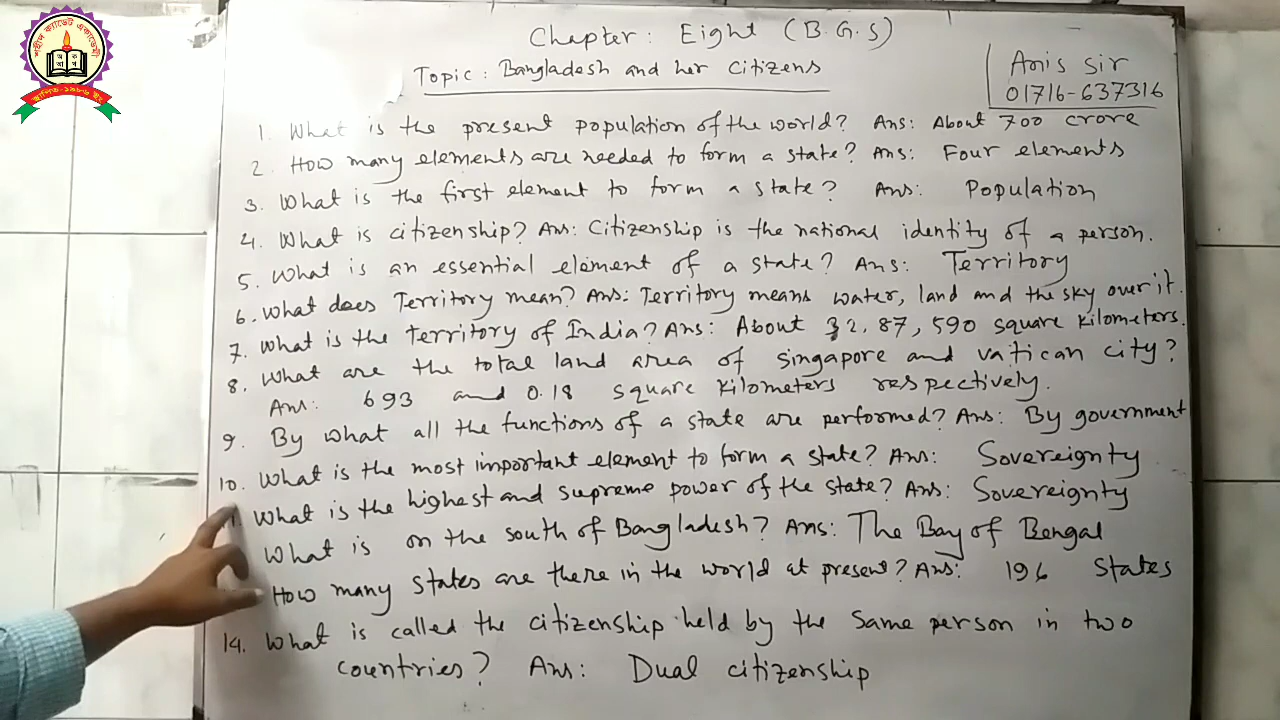 শহীদ ক্যাডেট একাডেমী
স্থাপিত-১৯৮৬ ইং
Chapter: Eight (B.G.S)
Topic: Bangladesh and her citizens
Anis Sir
01716-637316
1. What is the present population of the world? Ans: About 700 crore
2. How many elements are needed to form a state? Ans: Four elements
3. What is the first element to form a state? Ans: Population
4. What is citizenship? Ans: Citizenship is the national identity of a person.
5. What is an essential element of a state? Ans: Territory
6. What does Territory mean? Ans: Territory means water, land and the sky over it.
7. What is the territory of India? Ans: About 32,87,590 square kilometers.
8. What are the total land area of Singapore and Vatican city?
Ans: 693 and 0.18 square kilometers respectively.
9. By what all the functions of a state are performed? Ans: By government
10. What is the most important element to form a state? Ans: Sovereignty
What is the highest and supreme power of the state? Ans: Sovereignty
What is on the south of Bangladesh? Ans: The Bay of Bengal
How many states are there in the world at present? Ans: 196 States
14. What is called the citizenship held by the same person in two
countries? Ans: Dual citizenship